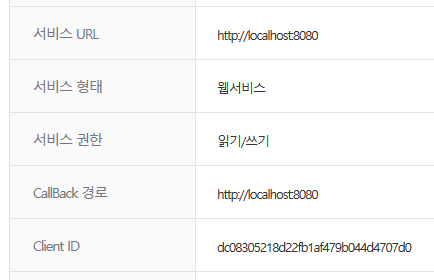 서비스 URL http://localhost:8080
서비스 형태 웹서비스
서비스 권한 읽기/쓰기
CallBack 경로 http://localhost:8080
Client ID dc08305218d22fb1af479b044d4707d0